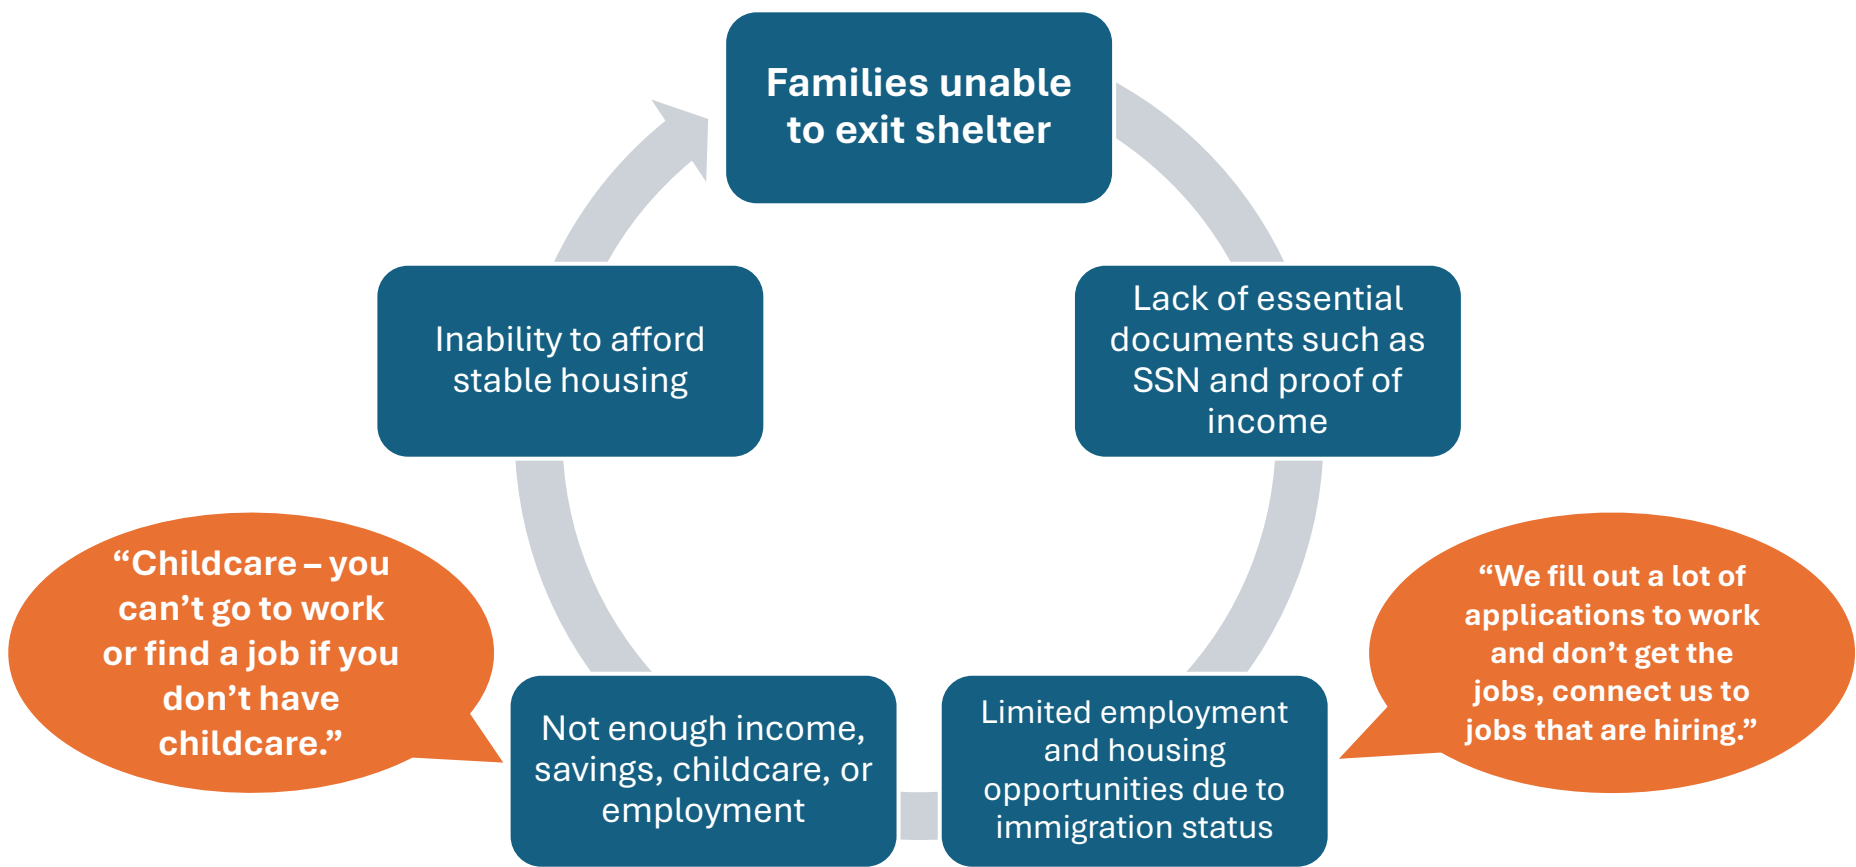 Families unable
to exit shelter
Lack of essential
documents such as
SSN and proof of
income
Limited employment
and housing
opportunities due to
immigration status
“We fill out a lot of
applications to work
and don’t get the
jobs, connect us to
jobs that are hiring.”
Not enough income,
savings, childcare, or
employment
“Childcare – you
can’t go to work
or find a job if you
don’t have
childcare.”
Inability to afford
stable housing